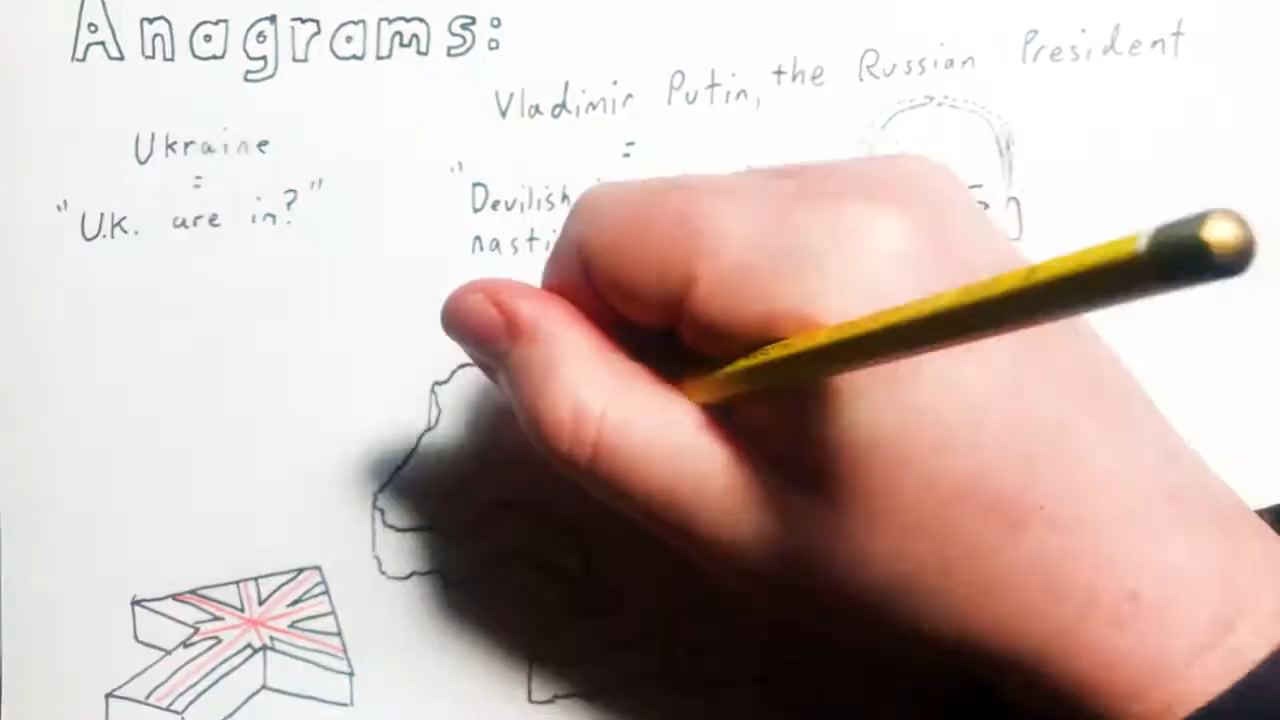 Anagrams:
Vladimir Putin, the Russian President
=
Ukraine
=
"U.K. are in?"
"Devilish
nasti